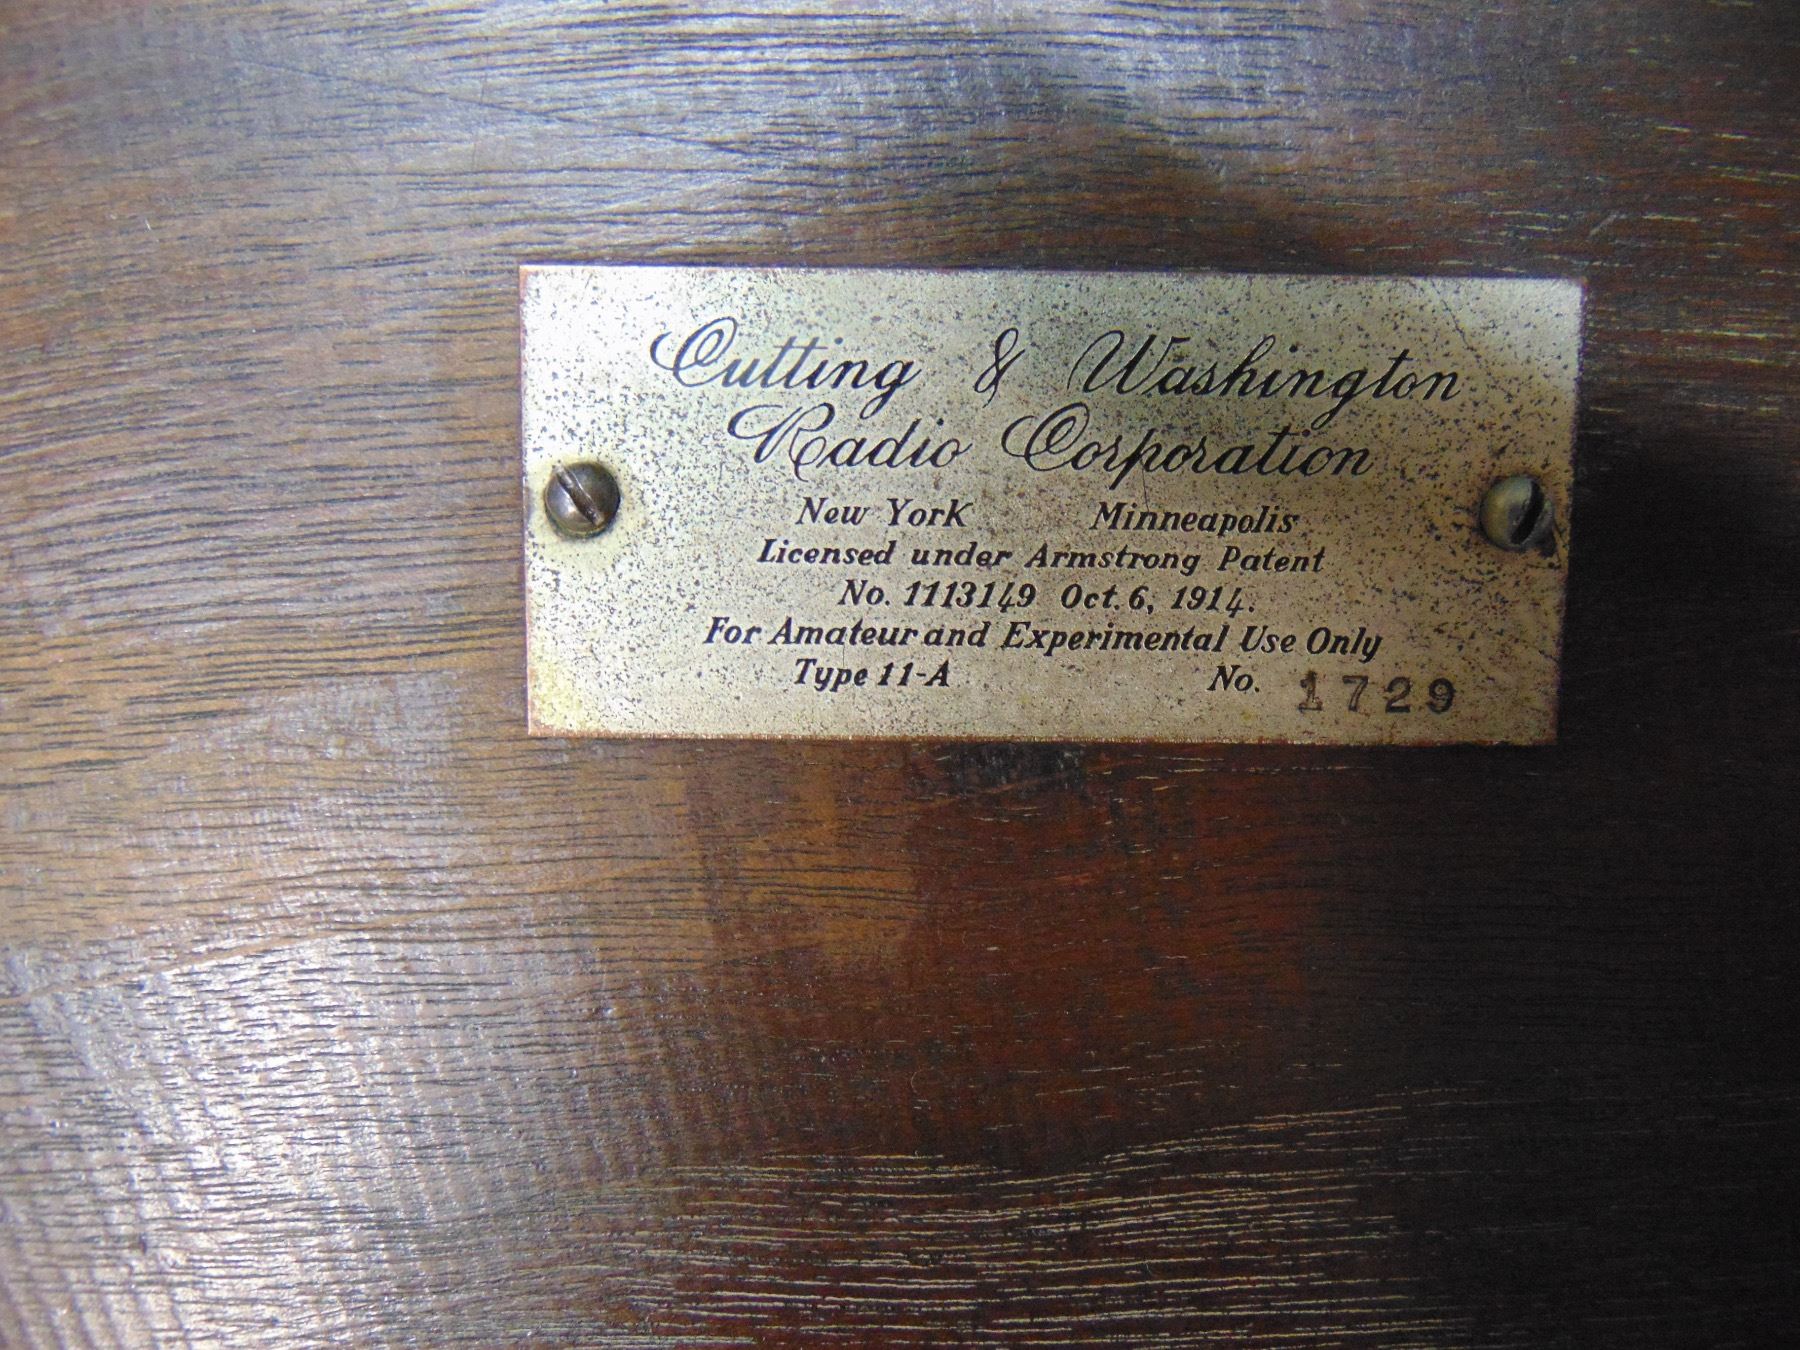 Cutting & Washington
Radio Corporation
New York Minneapolis
Licensed under Armstrong Patent
No. 1113149 Oct. 6, 1914.
For Amateur and Experimental Use Only
Type 11-A No. 1729